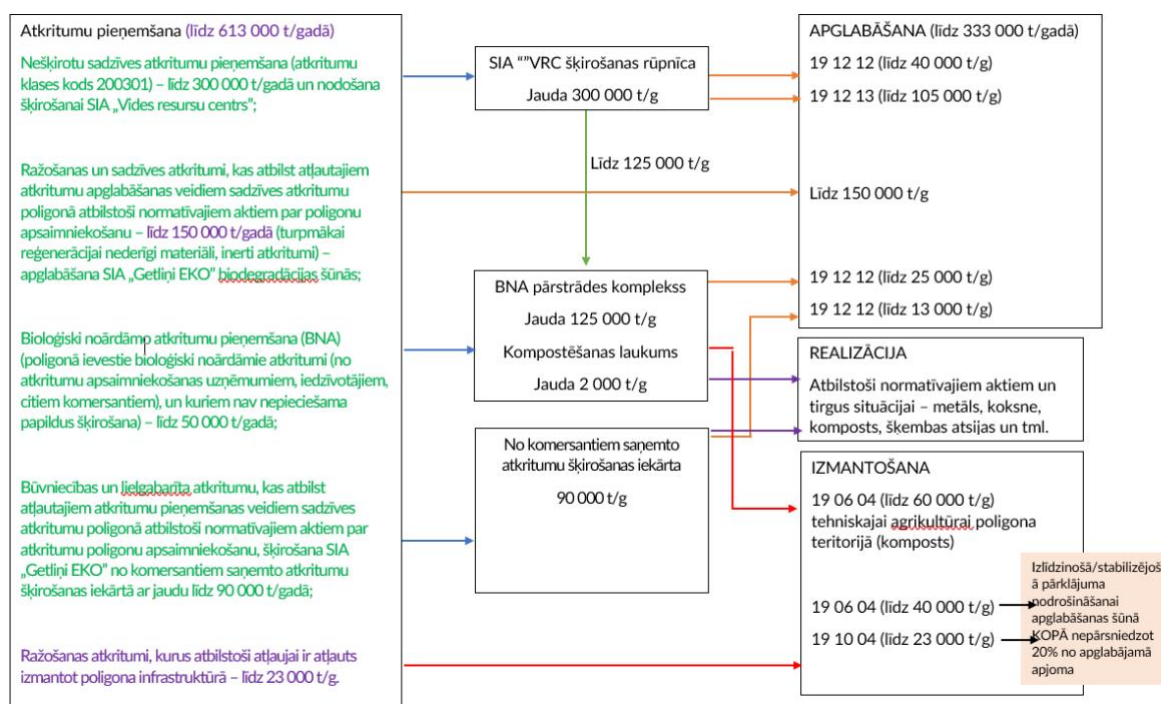 Atkritumu pieņemšana (līdz 613 000 t/gadā)
Nešķirotu sadzīves atkritumu pieņemšana (atkritumu
klases kods 200301) – līdz 300 000 t/gadā un nodošana
šķirošanai SIA „Vides resursu centrs";
Ražošanas un sadzīves atkritumi, kas atbilst atļautajiem
atkritumu apglabāšanas veidiem sadzīves atkritumu
poligonā atbilstoši normatīvajiem aktiem par poligonu
apsaimniekošanu – līdz 150 000 t/gadā (turpmākai
reģenerācijai nederīgi materiāli, inerti atkritumi) –
apglabāšana SIA „Getliņi EKO" biodegradācijas šūnās;
Bioloģiski noārdāmo atkritumu pieņemšana (BNA)
(poligonā ievestie bioloģiski noārdāmie atkritumi (no
atkritumu apsaimniekošanas uzņēmumiem, iedzīvotājiem,
citiem komersantiem), un kuriem nav nepieciešama
papildus šķirošana) – līdz 50 000 t/gadā;
Būvniecības un lielgabarīta atkritumu, kas atbilst
atļautajiem atkritumu pieņemšanas veidiem sadzīves
atkritumu poligonā atbilstoši normatīvajiem aktiem par
atkritumu poligonu apsaimniekošanu, šķirošana SIA
„Getliņi EKO" no komersantiem saņemto atkritumu
šķirošanas iekārtā ar jaudu līdz 90 000 t/gadā;
Ražošanas atkritumi, kurus atbilstoši atļaujai ir atļauts
izmantot poligona infrastruktūrā – līdz 23 000 t/g.
SIA “”VRC šķirošanas rūpnīca
Jauda 300 000 t/g
Līdz 125 000 t/g
BNA pārstrādes komplekss
Jauda 125 000 t/g
Kompostēšanas laukums
Jauda 2 000 t/g
No komersantiem saņemto
atkritumu šķirošanas iekārta
90 000 t/g
APGLABĀŠANA (līdz 333 000 t/gadā)
19 12 12 (līdz 40 000 t/g)
19 12 13 (līdz 105 000 t/g)
Līdz 150 000 t/g
19 12 12 (līdz 25 000 t/g)
19 12 12 (līdz 13 000 t/g)
REALIZĀCIJA
Atbilstoši normatīvajiem aktiem un
tirgus situācijai – metāls, koksne,
komposts, šķembas atsijas un tml.
IZMANTOŠANA
19 06 04 (līdz 60 000 t/g)
tehniskajai agrikultūrai poligona
teritorijā (komposts)
19 06 04 (līdz 40 000 t/g)
19 10 04 (līdz 23 000 t/g)
Izlīdzinošā/stabilizējoš
ā pārklājuma
nodrošināšanai
apglabāšanas šūnā
KOPĀ nepārsniedzot
20% no apglabājamā
apjoma